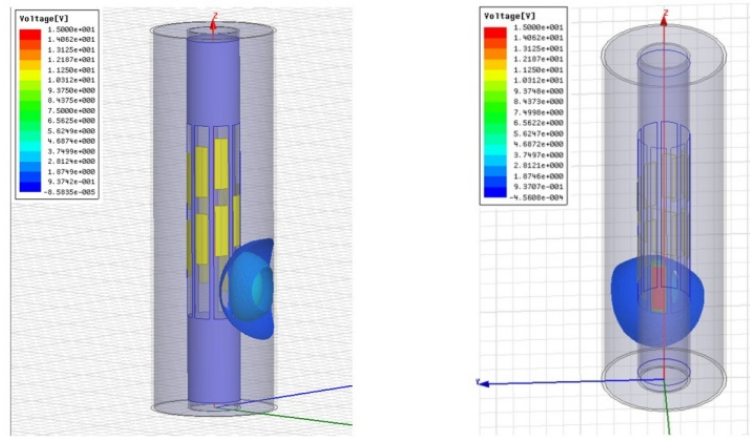 Voltage[V]
1.5000e+001
1.4062e+001
1.3125e+001
1.2187e+001
1.1250e+001
1.0312e+001
9.3750e+000
8.4375e+000
7.5000e+000
6.5625e+000
5.6249e+000
4.6874e+000
3.7499e+000
2.8124e+000
1.8749e+000
9.3742e-001
-8.5835e-005
Z
Voltage[V]
1.5000e+001
1.4062e+001
1.3125e+001
1.2187e+001
1.1250e+001
1.0312e+001
9.3748e+000
8.4373e+000
7.4998e+000
6.5622e+000
5.6247e+000
4.6872e+000
3.7497e+000
2.8121e+000
1.8746e+000
9.3707e-001
-4.5608e-004
Z